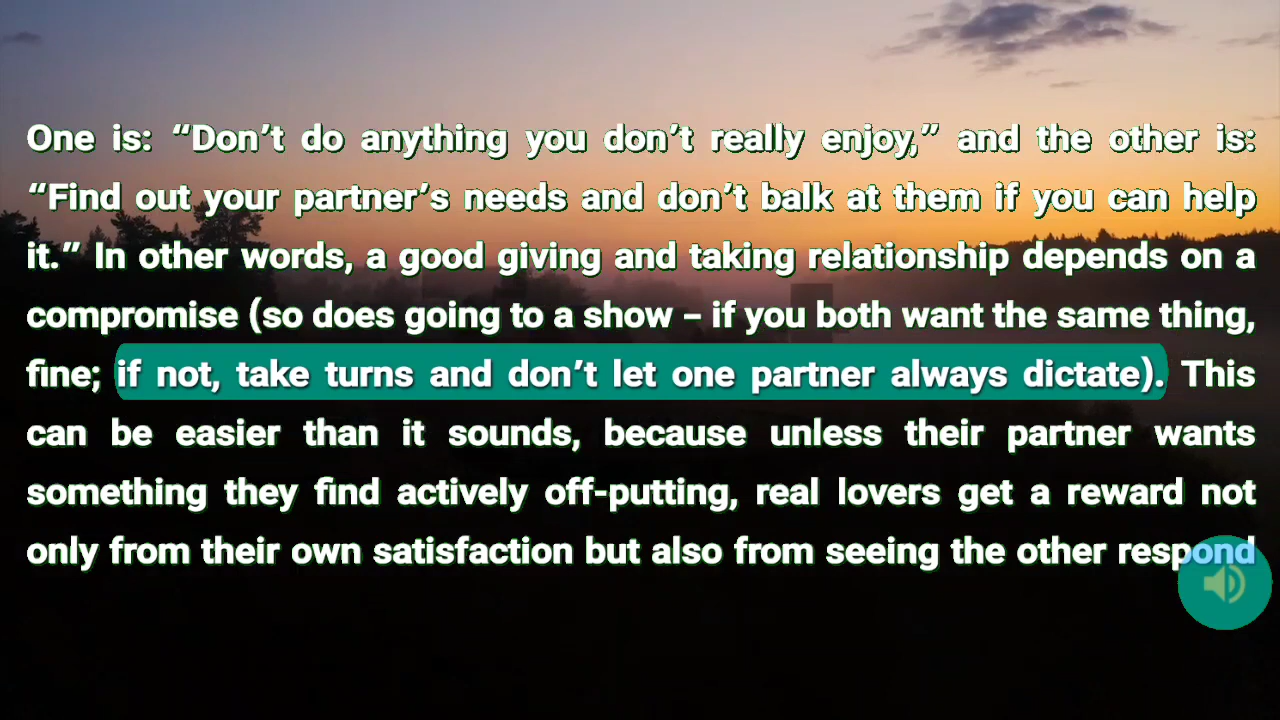 One is: “Don’t do anything you don’t really enjoy,” and the other is:
“Find out your partner’s needs and don’t balk at them if you can help
it.” In other words, a good giving and taking relationship depends on a
compromise (so does going to a show – if you both want the same thing,
fine; if not, take turns and don’t let one partner always dictate). This
can be easier than it sounds, because unless their partner wants
something they find actively off-putting, real lovers get a reward not
only from their own satisfaction but also from seeing the other respond